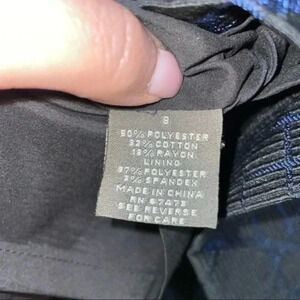 8
50% POLYESTER
32% COTTON
18% RAYON
LINING
97% POLYESTER
3% SPANDEX
MADE IN CHINA
RN 67473
SEE REVERSE
FOR CARE